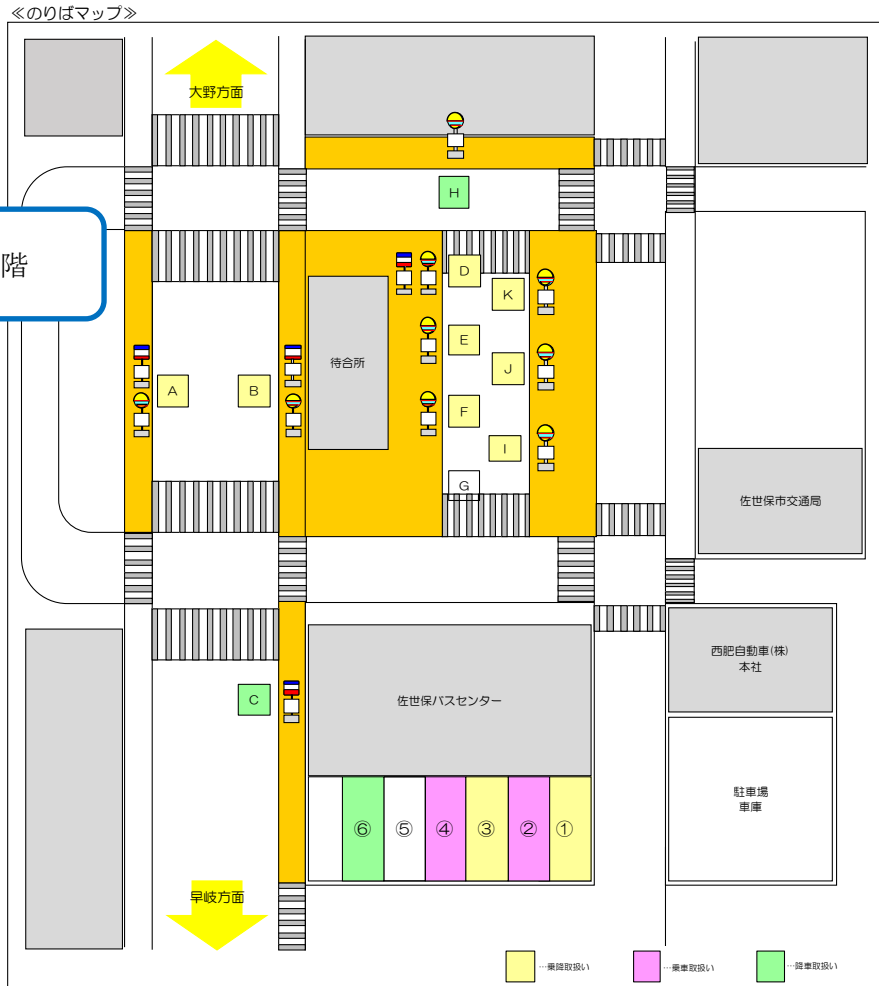 ≪のりばマップ≫
大野方面
H
階
D
K
E
待合所
J
A
B
F
I
G
佐世保市交通局
西肥自動車(株)
本社
C
佐世保バスセンター
駐車場
車庫
⑥
⑤
④
③
②
①
早岐方面
…乗降取扱い
…乗車取扱い
…降車取扱い